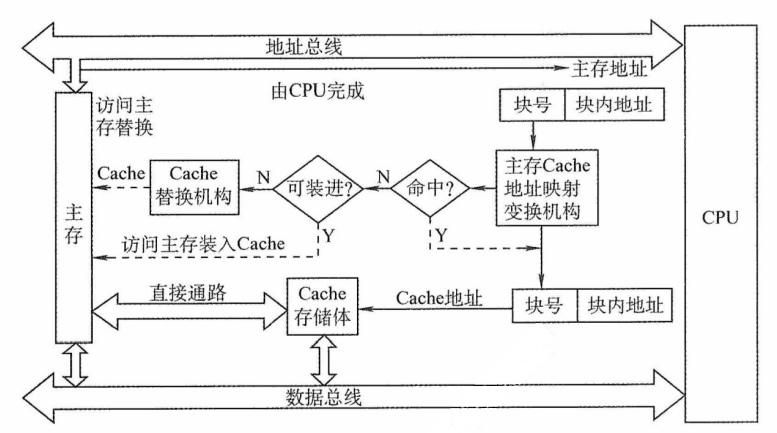 地址总线
主存地址
由CPU完成
访问主
存替换
块号 块内地址
Cache
Cache
替换机构
N
可装进?
N
命中?
主存Cache
地址映射
变换机构
主存
CPU
Y
Y
访问主存装入Cache
直接通路
Cache
存储体
Cache地址
块号 块内地址
数据总线